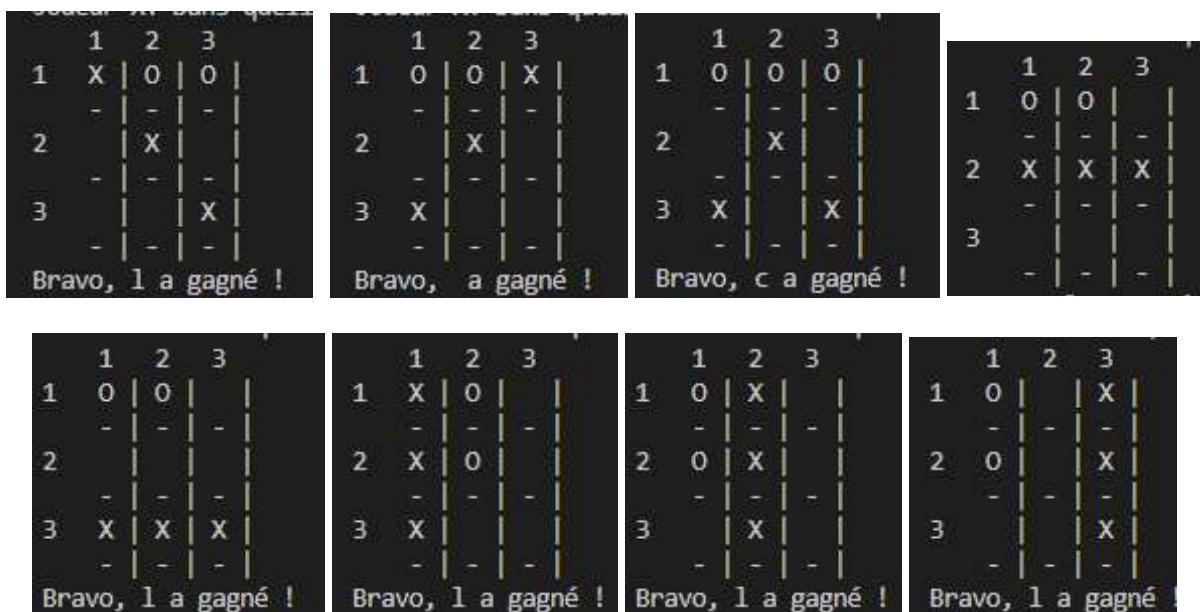 1 2 3
1 X | O | O |
- | - | - |
2 | X | |
- | - | - |
3 | | X |
- | - | - |
Bravo, l a gagné !
1 2 3
1 O | O | X |
- | - | - |
2 | X | |
- | - | - |
3 X | | |
- | - | - |
Bravo, a gagné !
1 2 3
1 O | O | O |
- | - | - |
2 | X | |
- | - | - |
3 X | | X |
- | - | - |
Bravo, c a gagné !
1 2 3
1 O | O | |
- | - | - |
2 X | X | X |
- | - | - |
3 | | |
- | - | - |
1 2 3
1 O | O | |
- | - | - |
2 | | |
- | - | - |
3 X | X | X |
- | - | - |
Bravo, l a gagné !
1 2 3
1 X | O | |
- | - | - |
2 X | O | |
- | - | - |
3 X | | |
- | - | - |
Bravo, l a gagné !
1 2 3
1 O | X | |
- | - | - |
2 O | X | |
- | - | - |
3 | X | |
- | - | - |
Bravo, l a gagné !
1 2 3
1 O | | X |
- | - | - |
2 O | | X |
- | - | - |
3 | | X |
- | - | - |
Bravo, l a gagné !